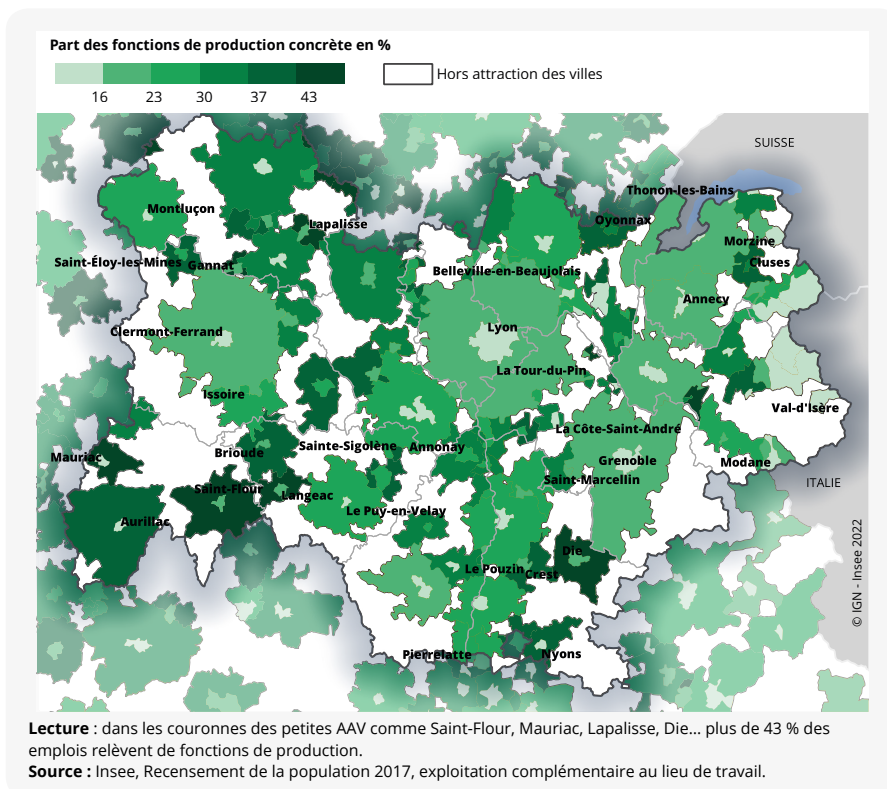 Part des fonctions de production concrète en %
Hors attraction des villes
16 23 30 37 43
SUISSE
Thonon-les-Bains
Montluçon
Oyonnax
Lapalisse
Morzine
Saint-Éloy-les-Mines
Gannat
Cluses
Belleville-en-Beaujolais
Annecy
Clermont-Ferrand
Lyon
La Tour-du-Pin
Issoire
Val-d'Isère
La Côte-Saint-André
Sainte-Sigolène
Annonay
Brioude
Mauriac
Grenoble
Modane
Saint-Marcellin
ITALIE
Saint-Flour
Langeac
Le Puy-en-Velay
Aurillac
Die
Le Pouzin
Crest
Pierrelatte
Nyons
© IGN - Insee 2022
Lecture : dans les couronnes des petites AAV comme Saint-Flour, Mauriac, Lapalisse, Die... plus de 43 % des
emplois relèvent de fonctions de production.
Source : Insee, Recensement de la population 2017, exploitation complémentaire au lieu de travail.